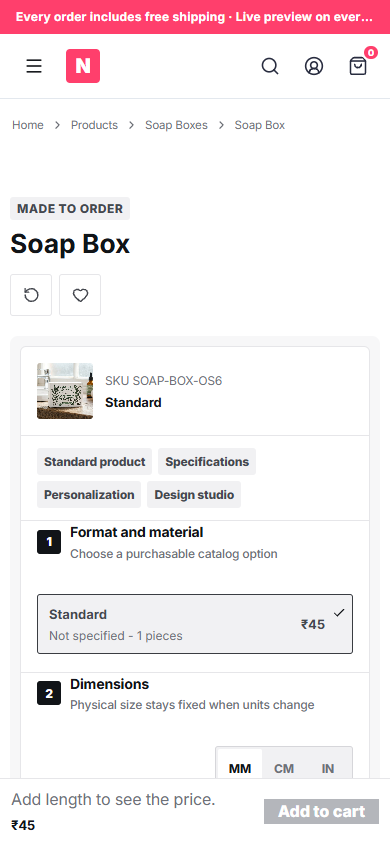 Every order Includes free shipping · Live preview on ever...
N
0
Home > Products > Soap Boxes > Soap Box
MADE TO ORDER
Soap Box
SKU SOAP-BOX-OS6
Standard
Standard product Specifications
Personalization Design studio
1 Format and material
Choose a purchasable catalog option
Standard
₹45
Not specified - 1 pieces
2 Dimensions
Physical size stays fixed when units change
MM CM IN
Add length to see the price.
₹45
Add to cart